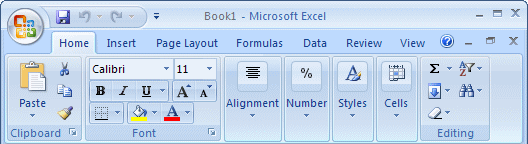 Book1 - Microsoft Excel
Home Insert Page Layout Formulas Data Review View
Calibri 11
B I U A A
Paste A Alignment % Number Styles Cells Σ
Clipboard Font Editing